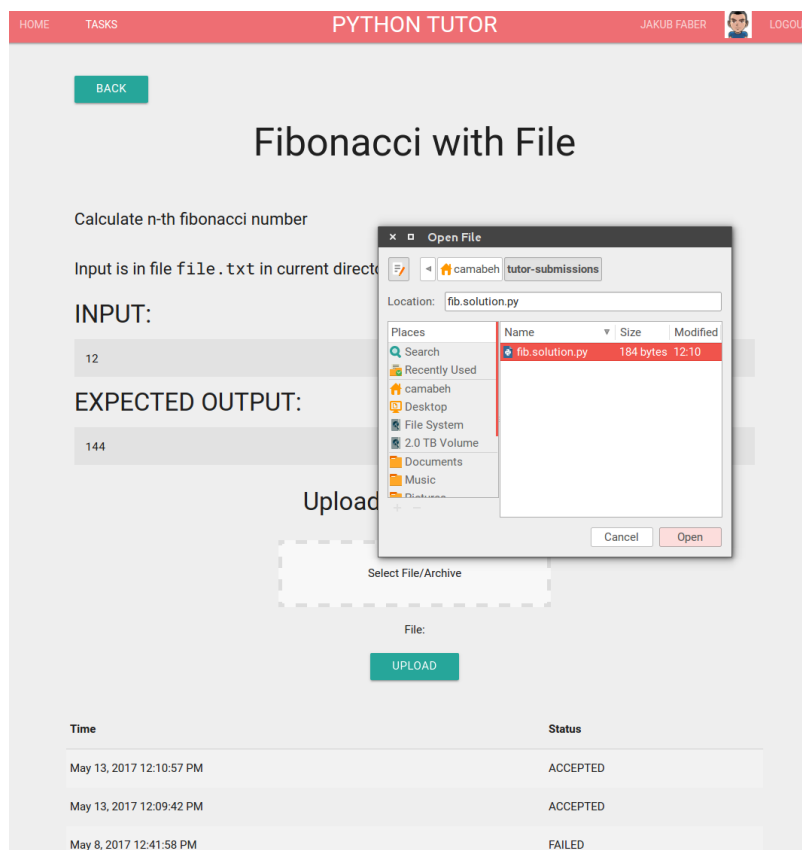 HOME TASKS PYTHON TUTOR JAKUB FABER LOGOU
BACK
Fibonacci with File
Calculate n-th fibonacci number
Input is in file file.txt in current directo
INPUT:
12
EXPECTED OUTPUT:
144
Upload
Select File/Archive
File:
UPLOAD
Time Status
May 13, 2017 12:10:57 PM ACCEPTED
May 13, 2017 12:09:42 PM ACCEPTED
May 8, 2017 12:41:58 PM FAILED
Open File
camabeh tutor-submissions
Location: fib.solution.py
Places Name Size Modified
Search fib.solution.py 184 bytes 12:10
Recently Used
camabeh
Desktop
File System
2.0 TB Volume
Documents
Music
Pictures
Cancel Open